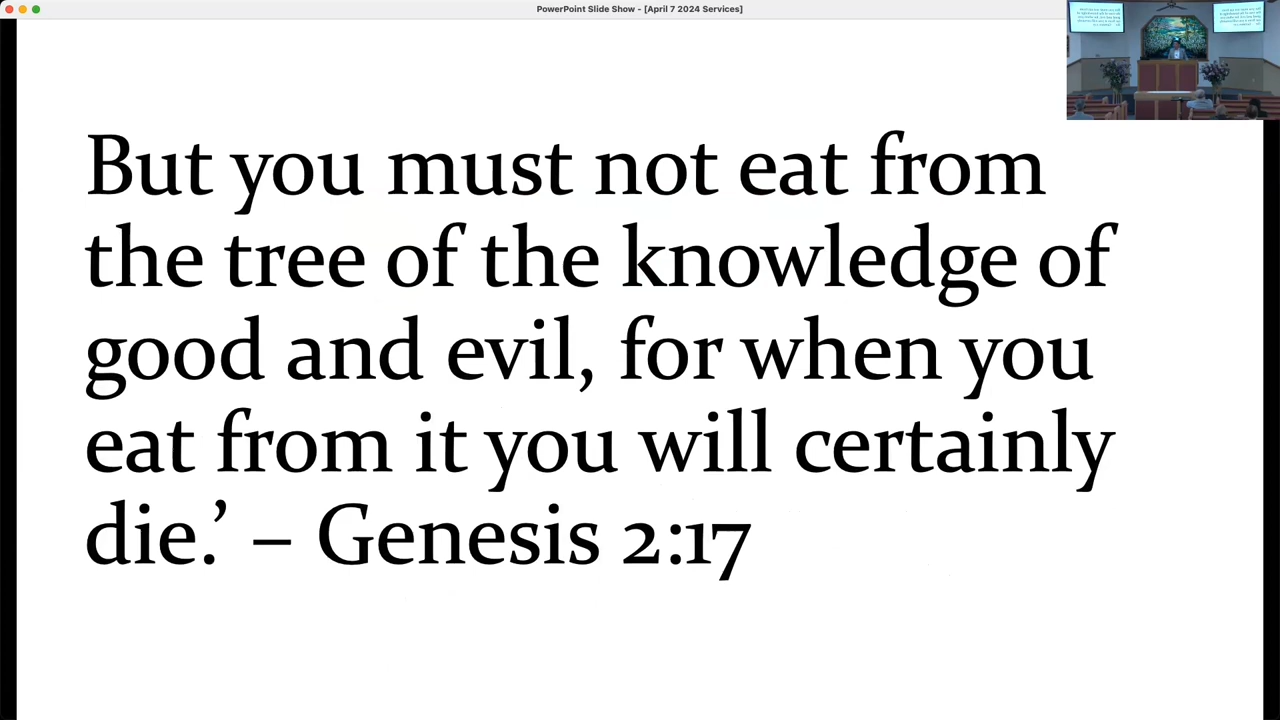 PowerPoint Slide Show - [April 7 2024 Services]
But you must not eat from
the tree of the knowledge of
good and evil, for when you
eat from it you will certainly
die.’ – Genesis 2:17